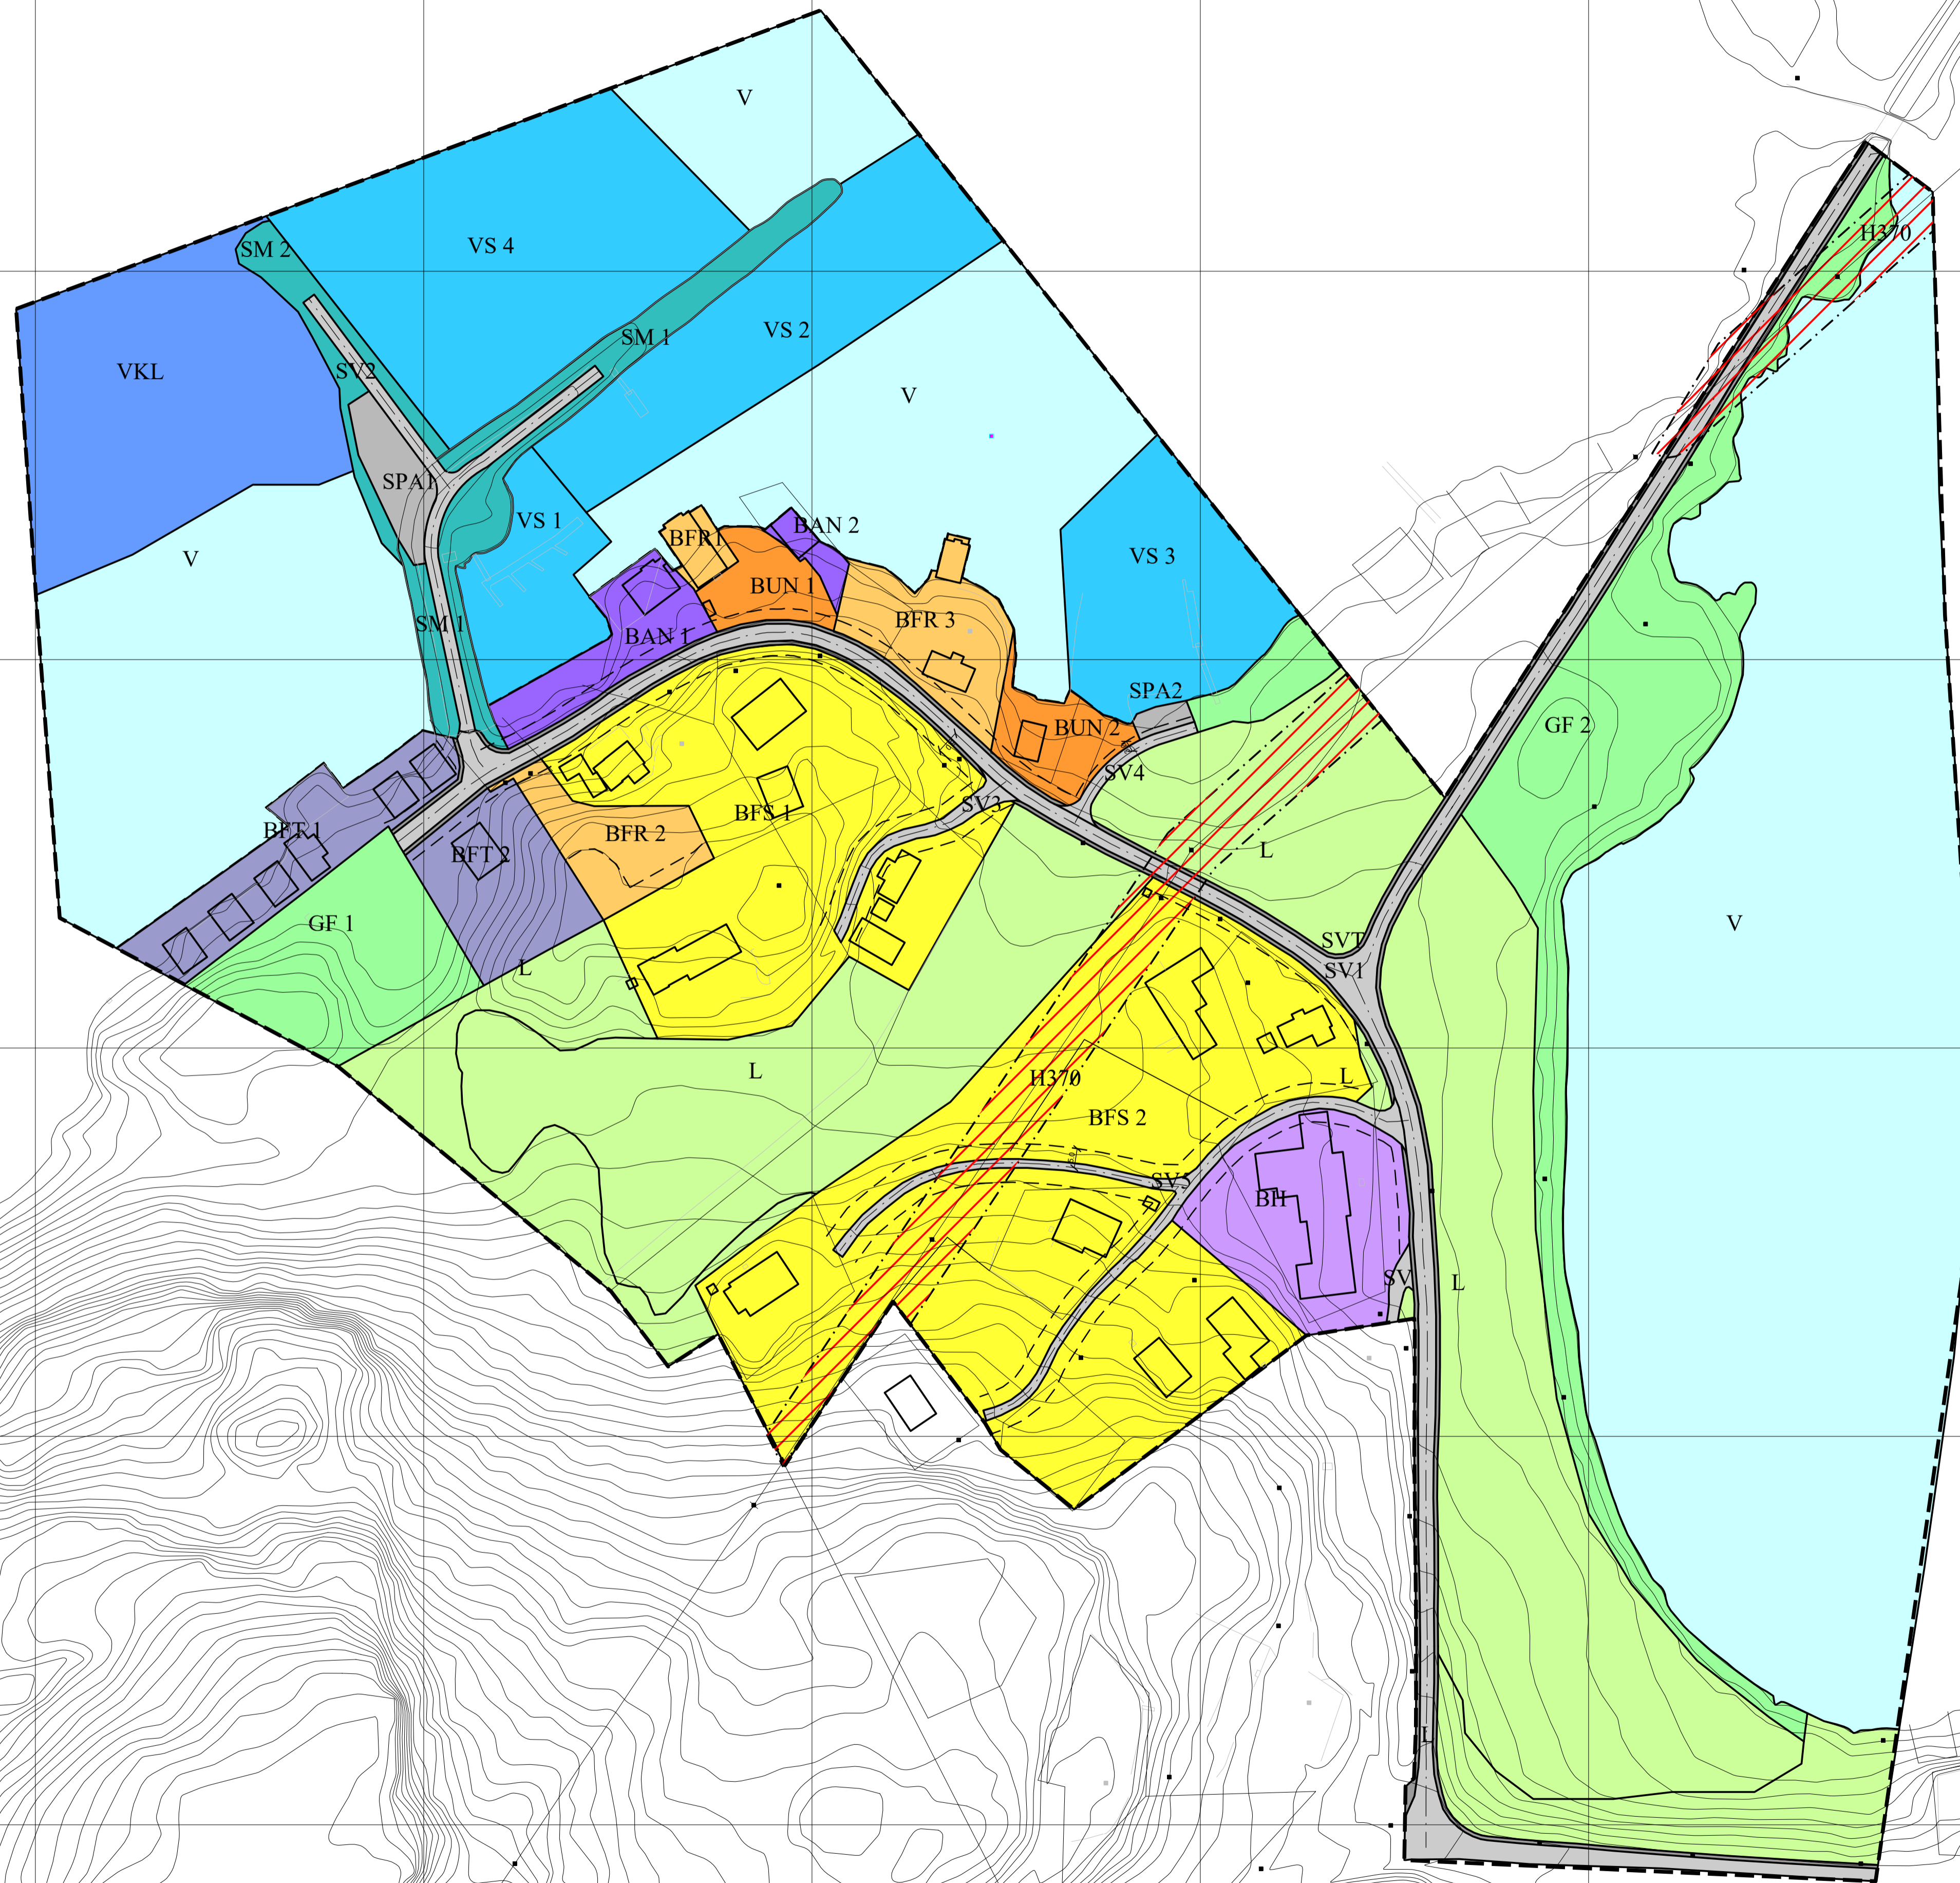 V
H370
VS 4
SM 2
VS 2
SM 1
VKL
SV2
V
SPA1
VS 1
BAN 2
BFR1
V
VS 3
BUN 1
BFR 3
SM 1
BAN 1
SPA2
BUN 2
GF 2
SV4
SV3
BFS 1
BFT 1
BFR 2
BFT 2
L
GF 1
V
SVT
L
SV1
L
H370
L
BFS 2
SV5
BH
SV
L
L